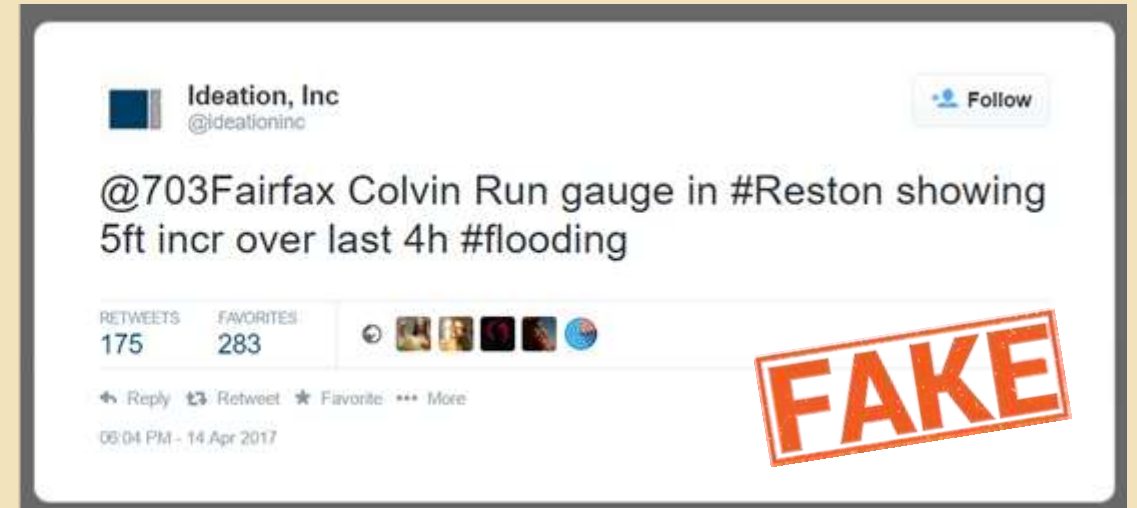 Ideation, Inc
@ideationinc
Follow
@703Fairfax Colvin Run gauge in #Reston showing
5ft incr over last 4h #flooding
RETWEETS FAVORITES
175 283
Reply Retweet Favorite More
06:04 PM - 14 Apr 2017
FAKE